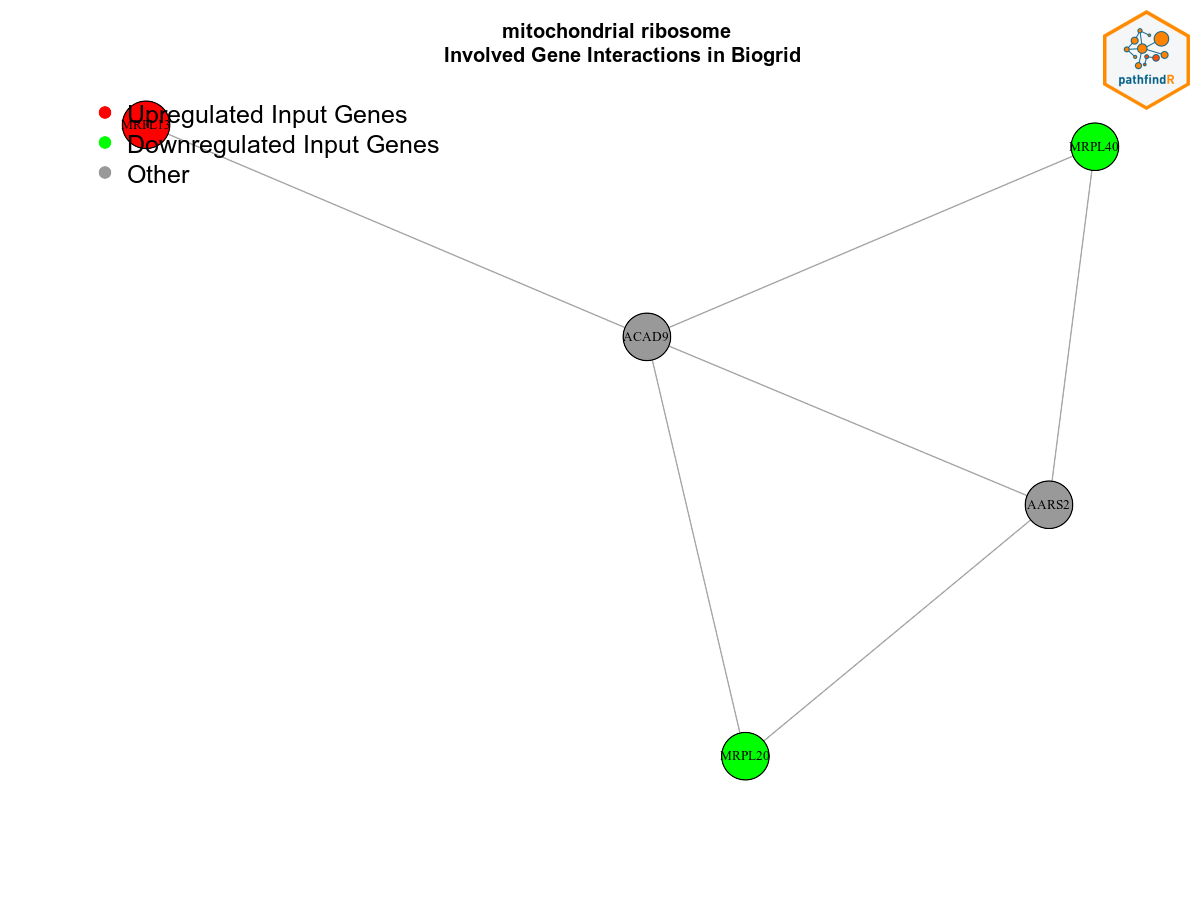 mitochondrial ribosome
Involved Gene Interactions in Biogrid
pathfindR
Upregulated Input Genes
Downregulated Input Genes
Other
MRPL40
ACAD9
AARS2
MRPL20